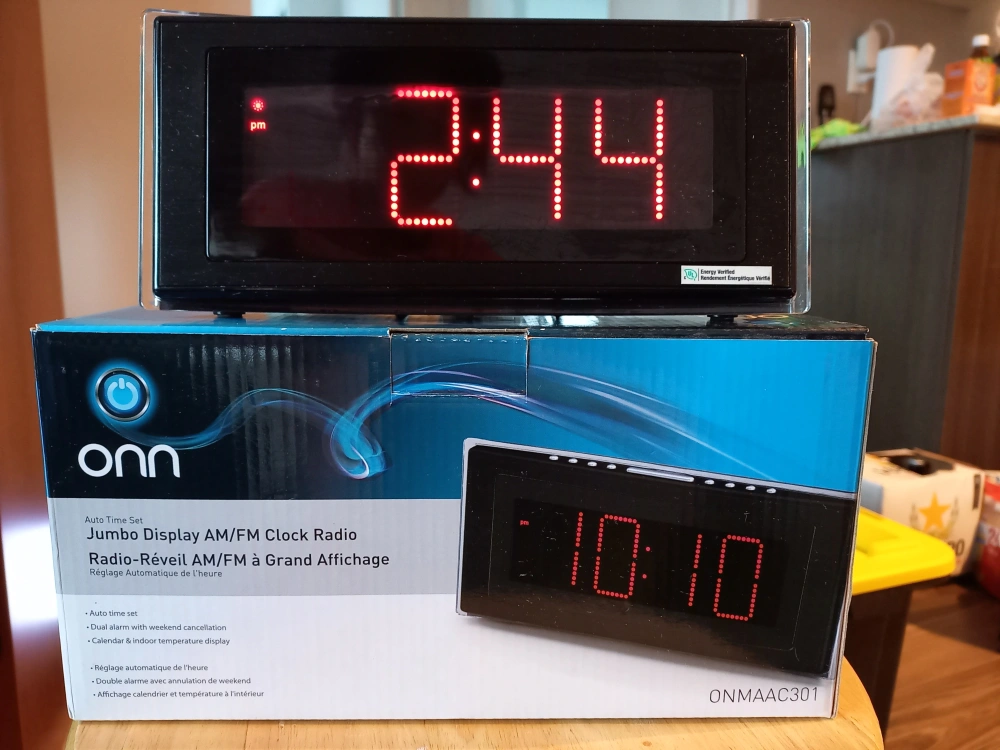 pm
2:44
Energy Verified
Rendement Énergétique Vérifié
onn
Auto Time Set
Jumbo Display AM/FM Clock Radio
Radio-Réveil AM/FM à Grand Affichage
Réglage Automatique de l'heure
• Auto time set
• Dual alarm with weekend cancellation
• Calendar & indoor temperature display
• Réglage automatique de l'heure
• Double alarme avec annulation de weekend
• Affichage calendrier et température à l'intérieur
pm
10:10
ONMAAC301